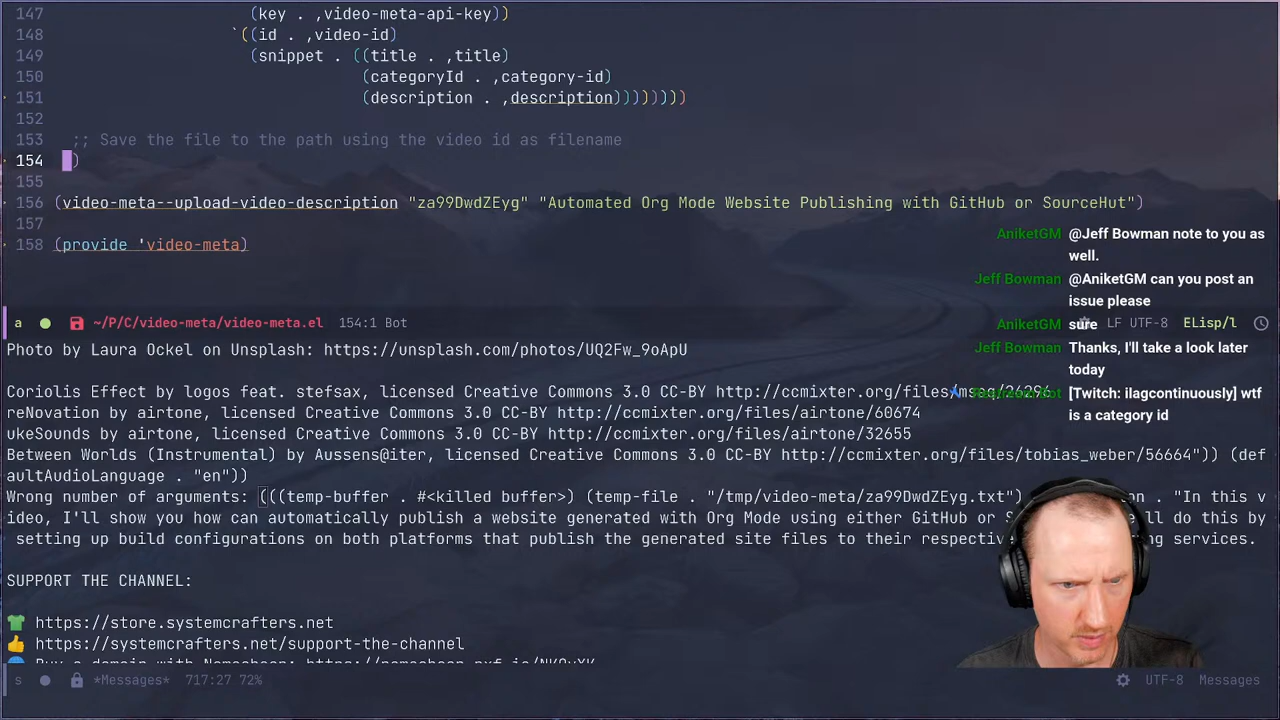 147 (key . ,video-meta-api-key))
148 `((id . ,video-id)
149 (snippet . ((title . ,title)
150 (categoryId . ,category-id)
151 (description . ,description))))))))
152
153 ;; Save the file to the path using the video id as filename
154 )
155
156 (video-meta--upload-video-description "za99DwdZEyg" "Automated Org Mode Website Publishing with GitHub or SourceHut")
157
158 (provide 'video-meta)
AniketGM @Jeff Bowman note to you as
well.
Jeff Bowman @AniketGM can you post an
issue please
AniketGM sure
Jeff Bowman Thanks, I'll take a look later
today
[Twitch: ilagcontinuously] wtf
is a category id
a ~/P/C/video-meta/video-meta.el 154:1 Bot LF UTF-8 ELisp/l
Photo by Laura Ockel on Unsplash: https://unsplash.com/photos/UQ2Fw_9oApU
Coriolis Effect by logos feat. stefsax, licensed Creative Commons 3.0 CC-BY http://ccmixter.org/files/
reNovation by airtone, licensed Creative Commons 3.0 CC-BY http://ccmixter.org/files/airtone/60674
ukeSounds by airtone, licensed Creative Commons 3.0 CC-BY http://ccmixter.org/files/airtone/32655
Between Worlds (Instrumental) by Aussens@iter, licensed Creative Commons 3.0 CC-BY http://ccmixter.org/files/tobias_weber/56664")) (def
aultAudioLanguage . "en"))
Wrong number of arguments: (((temp-buffer . #<killed buffer>) (temp-file . "/tmp/video-meta/za99DwdZEyg.txt") . "In this v
ideo, I'll show you how can automatically publish a website generated with Org Mode using either GitHub or ll do this by
setting up build configurations on both platforms that publish the generated site files to their respective services.
SUPPORT THE CHANNEL:
👕 https://store.systemcrafters.net
👍 https://systemcrafters.net/support-the-channel
s *Messages* 717:27 72% UTF-8 Messages